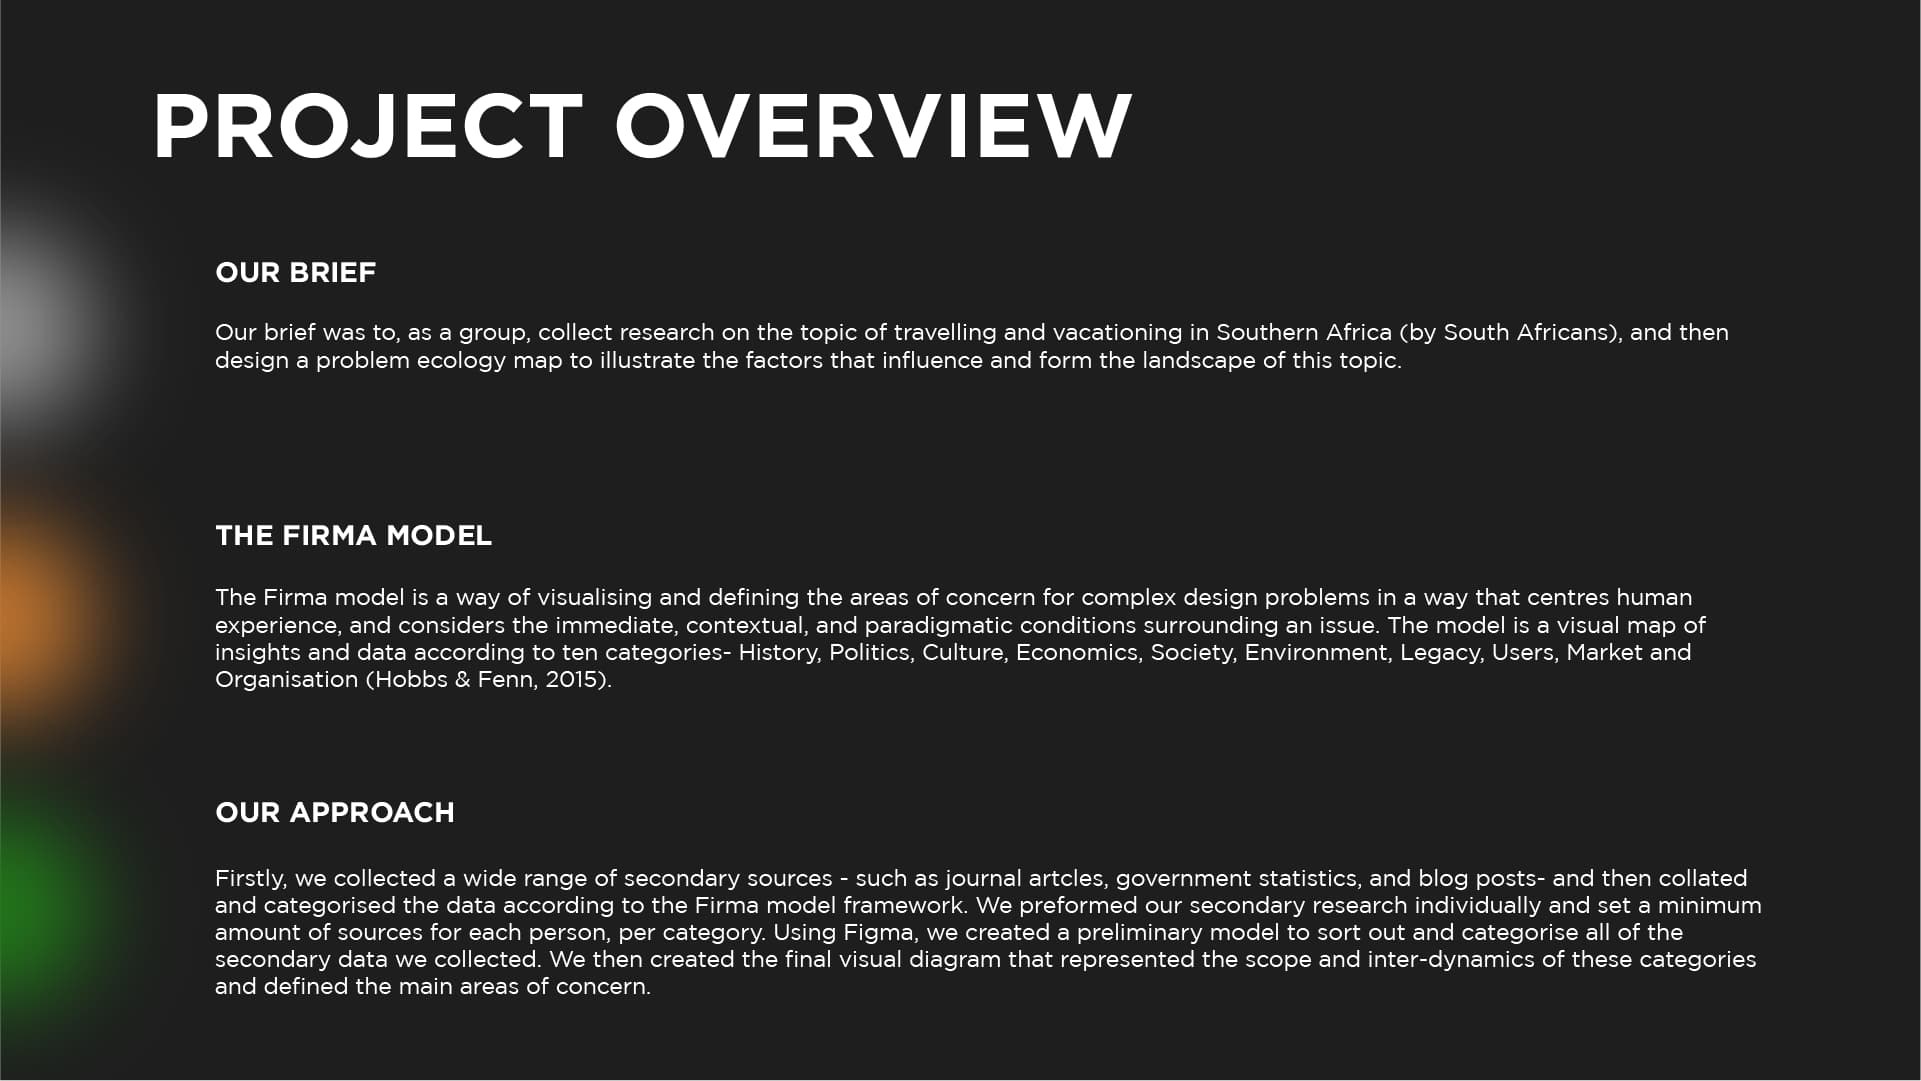 PROJECT OVERVIEW
OUR BRIEF
Our brief was to, as a group, collect research on the topic of travelling and vacationing in Southern Africa (by South Africans), and then
design a problem ecology map to illustrate the factors that influence and form the landscape of this topic.
THE FIRMA MODEL
The Firma model is a way of visualising and defining the areas of concern for complex design problems in a way that centres human
experience, and considers the immediate, contextual, and paradigmatic conditions surrounding an issue. The model is a visual map of
insights and data according to ten categories- History, Politics, Culture, Economics, Society, Environment, Legacy, Users, Market and
Organisation (Hobbs & Fenn, 2015).
OUR APPROACH
Firstly, we collected a wide range of secondary sources - such as journal artcles, government statistics, and blog posts- and then collated
and categorised the data according to the Firma model framework. We preformed our secondary research individually and set a minimum
amount of sources for each person, per category. Using Figma, we created a preliminary model to sort out and categorise all of the
secondary data we collected. We then created the final visual diagram that represented the scope and inter-dynamics of these categories
and defined the main areas of concern.